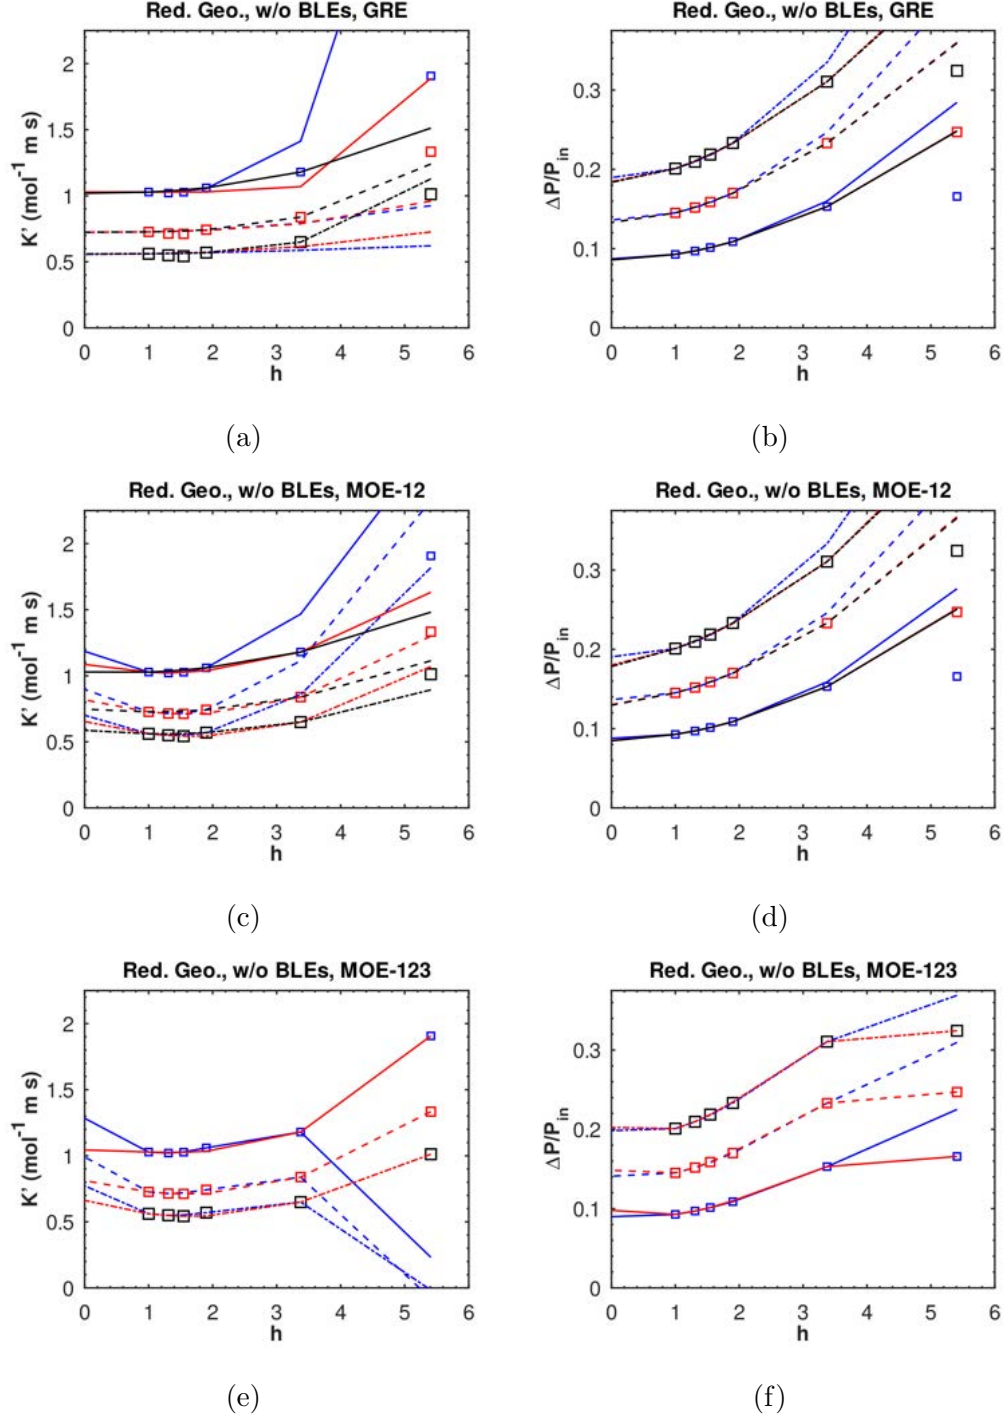 Red. Geo., w/o BLEs, GRE
K' (mol-1 m s)
2
1.5
1
0.5
0
0 1 2 3 4 5 6
h
(a)
Red. Geo., w/o BLEs, GRE
ΔP/Pin
0.3
0.2
0.1
0
0 1 2 3 4 5 6
h
(b)
Red. Geo., w/o BLEs, MOE-12
K' (mol-1 m s)
2
1.5
1
0.5
0
0 1 2 3 4 5 6
h
(c)
Red. Geo., w/o BLEs, MOE-12
ΔP/Pin
0.3
0.2
0.1
0
0 1 2 3 4 5 6
h
(d)
Red. Geo., w/o BLEs, MOE-123
K' (mol-1 m s)
2
1.5
1
0.5
0
0 1 2 3 4 5 6
h
(e)
Red. Geo., w/o BLEs, MOE-123
ΔP/Pin
0.3
0.2
0.1
0
0 1 2 3 4 5 6
h
(f)